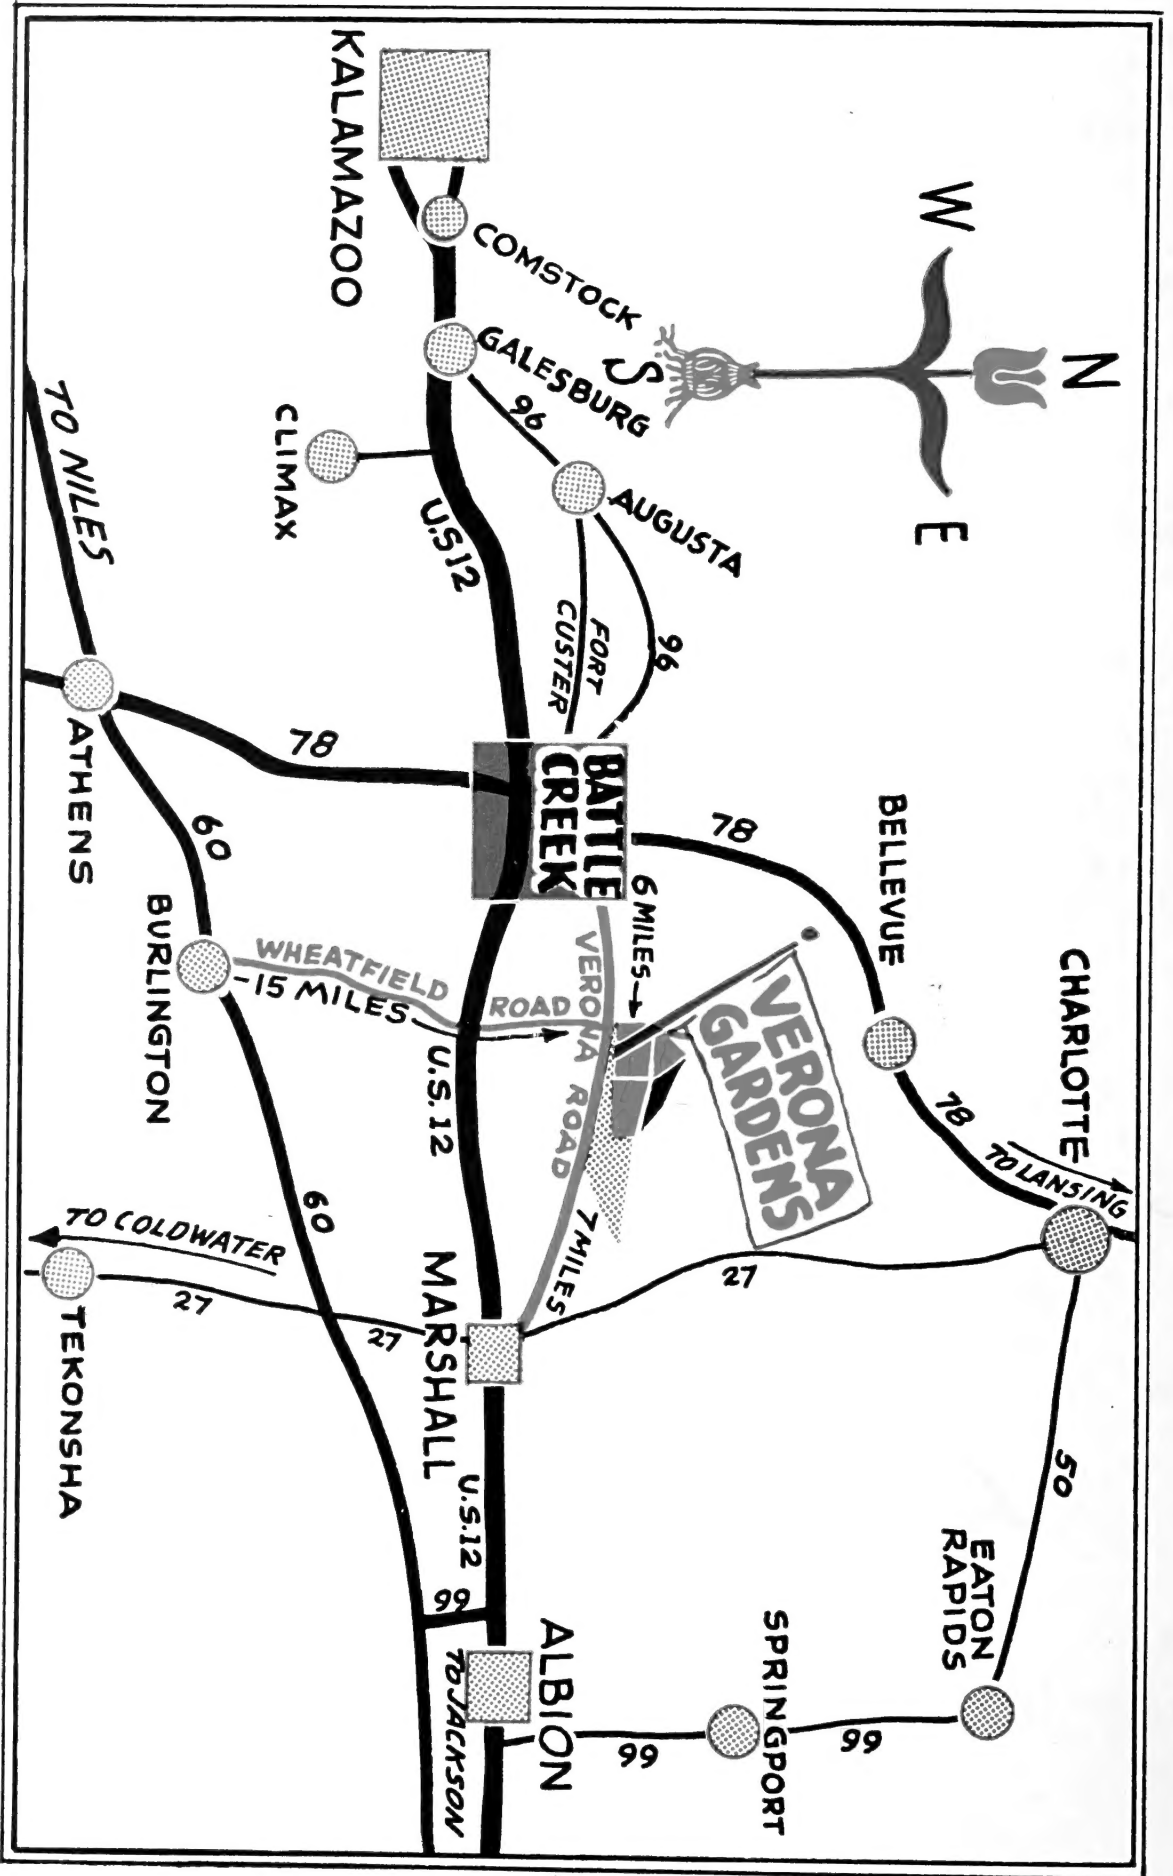 N
W
E
S
CHARLOTTE
TO LANSING
50
EATON
RAPIDS
BELLEVUE
78
27
99
SPRINGPORT
78
VERONA
GARDENS
6 MILES
COMSTOCK
GALESBURG
96
AUGUSTA
96
FORT
CUSTER
BATTLE
CREEK
VERONA ROAD
7 MILES
99
ALBION
KALAMAZOO
U.S12
U.S.12
MARSHALL
U.S.12
99
TO JACKSON
CLIMAX
78
WHEATFIELD ROAD
15 MILES
60
BURLINGTON
60
27
27
TO COLDWATER
TEKONSHA
TO NILES
ATHENS